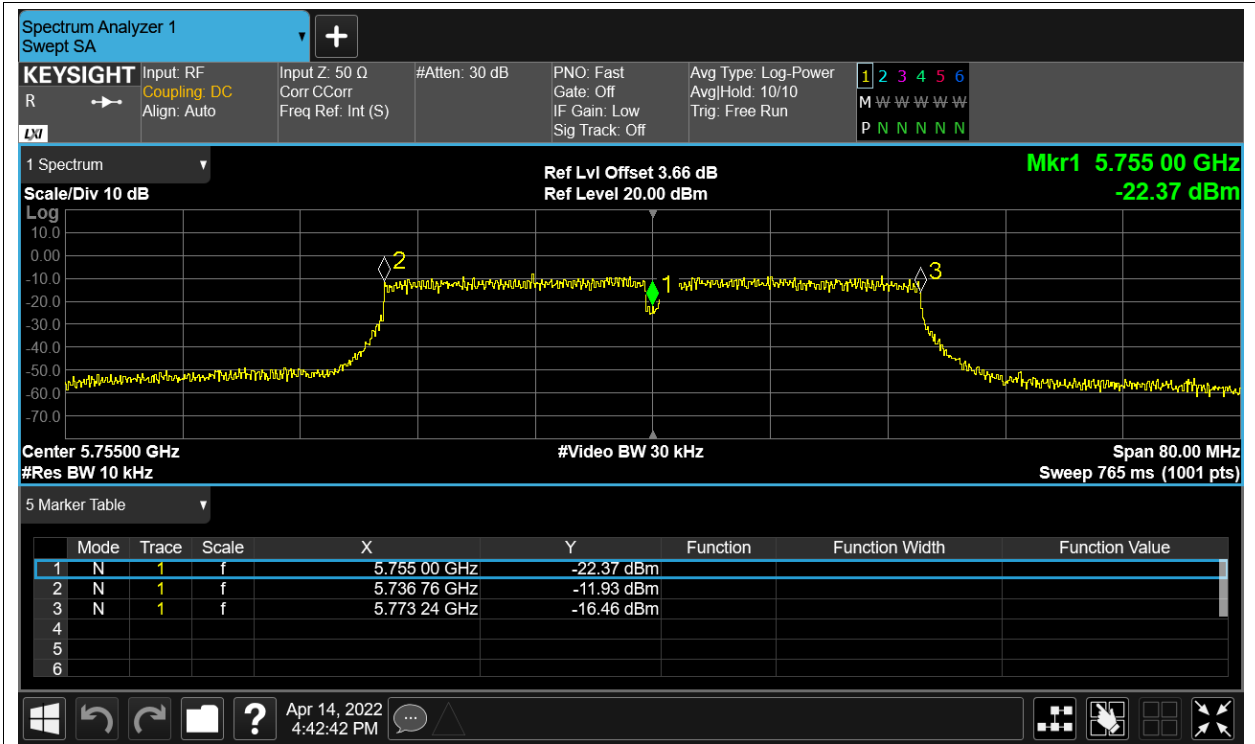 Spectrum Analyzer 1
Swept SA
KEYSIGHT
R
LXI
Input: RF
Coupling: DC
Align: Auto
Input Z: 50 Ω
Corr CCorr
Freq Ref: Int (S)
#Atten: 30 dB
PNO: Fast
Gate: Off
IF Gain: Low
Sig Track: Off
Avg Type: Log-Power
Avg|Hold: 10/10
Trig: Free Run
1 2 3 4 5 6
M W W W W W
P N N N N N
1 Spectrum
Scale/Div 10 dB
Ref Lvl Offset 3.66 dB
Ref Level 20.00 dBm
Mkr1 5.755 00 GHz
-22.37 dBm
Log
10.0
0.00
-10.0
-20.0
-30.0
-40.0
-50.0
-60.0
-70.0
2
1
3
Center 5.75500 GHz
#Res BW 10 kHz
#Video BW 30 kHz
Span 80.00 MHz
Sweep 765 ms (1001 pts)
5 Marker Table
Mode Trace Scale X Y Function Function Width Function Value
1 N 1 f 5.755 00 GHz -22.37 dBm
2 N 1 f 5.736 76 GHz -11.93 dBm
3 N 1 f 5.773 24 GHz -16.46 dBm
4
5
6
?
Apr 14, 2022
4:42:42 PM